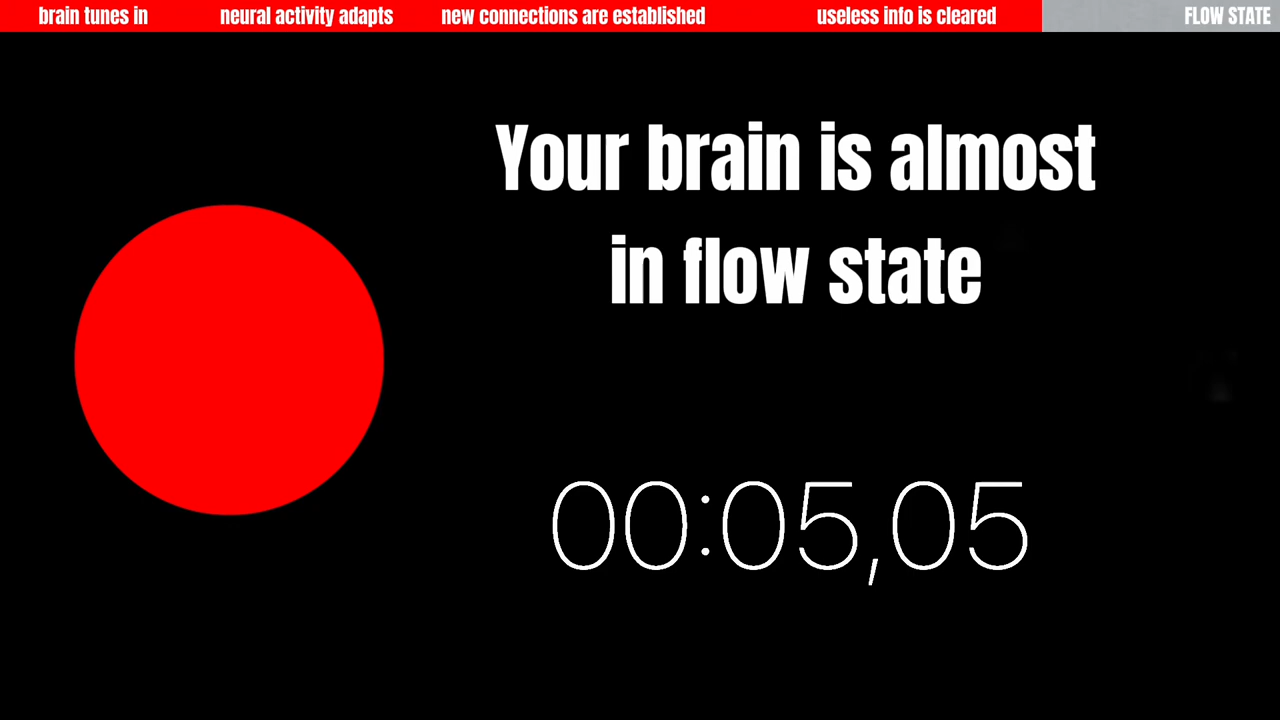 brain tunes in
neural activity adapts
new connections are established
useless info is cleared
FLOW STATE
Your brain is almost
in flow state
00:05,05